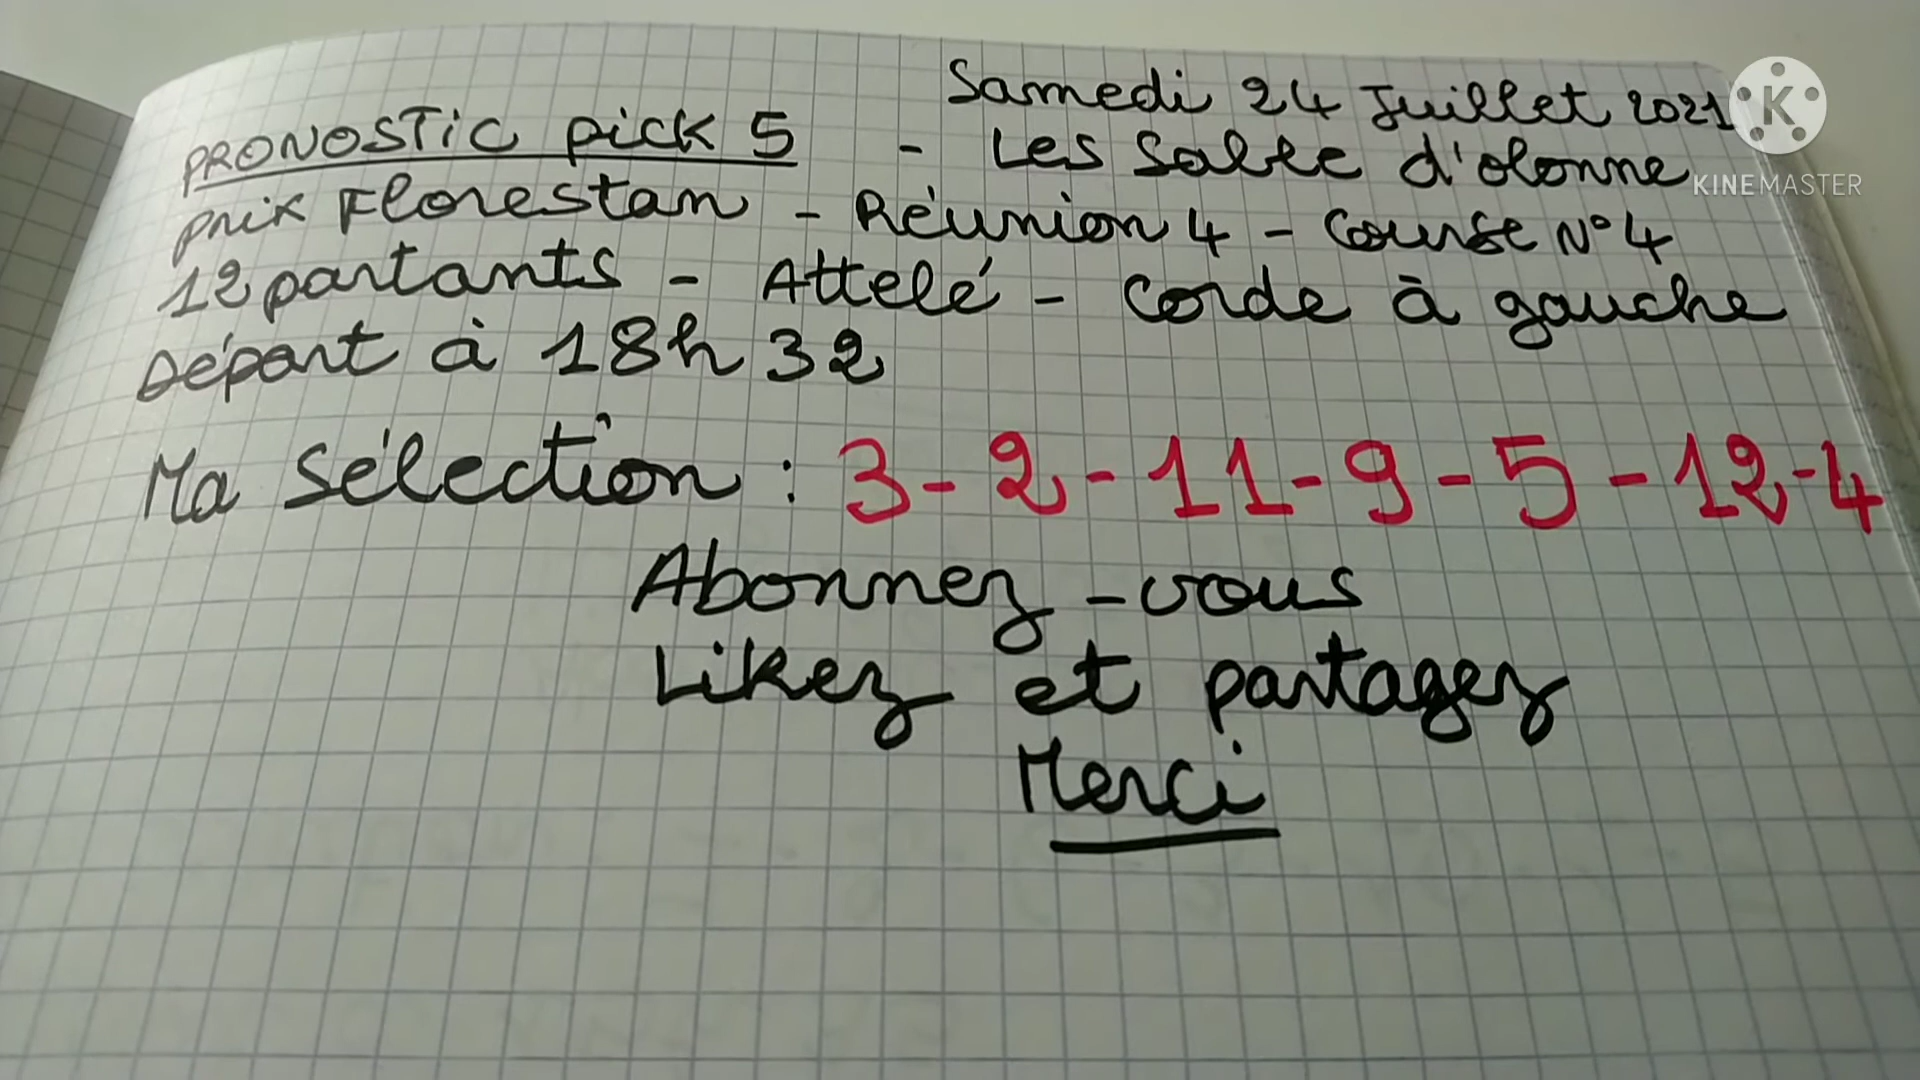 Samedi 24 Juillet 2021
PRONOSTIC pick 5 - Les Sable d'olonne
prix Florestan - Réunion 4 - Course N°4
12 partants - Attelé - Corde à gauche
Départ à 18h32
Ma Sélection : 3-2-11-9-5-12-4
Abonnez-vous
Likez et partagez
Merci
K
KINEMASTER